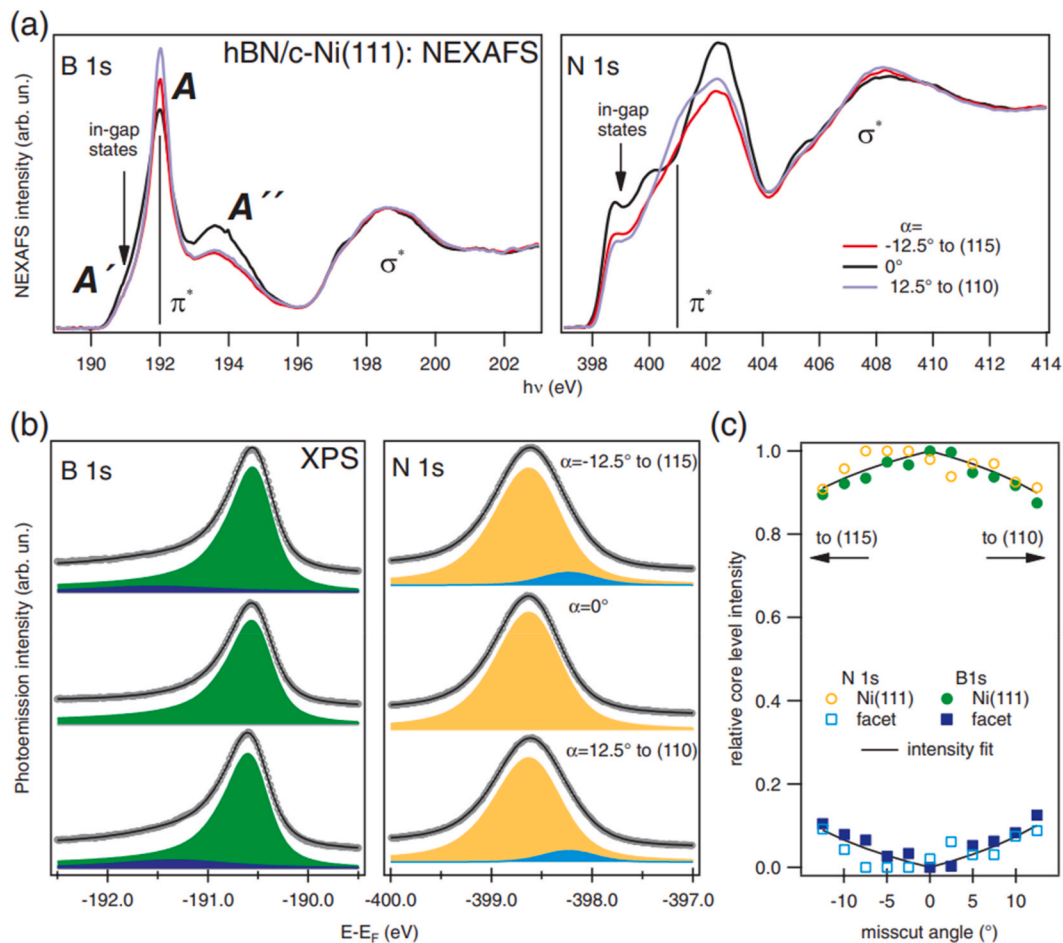 (a)
B 1s
hBN/c-Ni(111): NEXAFS
N 1s
A
in-gap
states
A´´
A´
π*
σ*
in-gap
states
σ*
π*
α=
-12.5° to (115)
0°
12.5° to (110)
NEXAFS intensity (arb. un.)
190 192 194 196 198 200 202
398 400 402 404 406 408 410 412 414
hν (eV)
(b)
B 1s
XPS
N 1s
α=-12.5° to (115)
α=0°
α=12.5° to (110)
Photoemission intensity (arb. un.)
-192.0 -191.0 -190.0
-400.0 -399.0 -398.0 -397.0
E-EF (eV)
(c)
1.0
0.8
0.6
0.4
0.2
0.0
to (115)
to (110)
N 1s B1s
Ni(111) Ni(111)
facet facet
intensity fit
relative core level intensity
-10 -5 0 5 10
misscut angle (°)